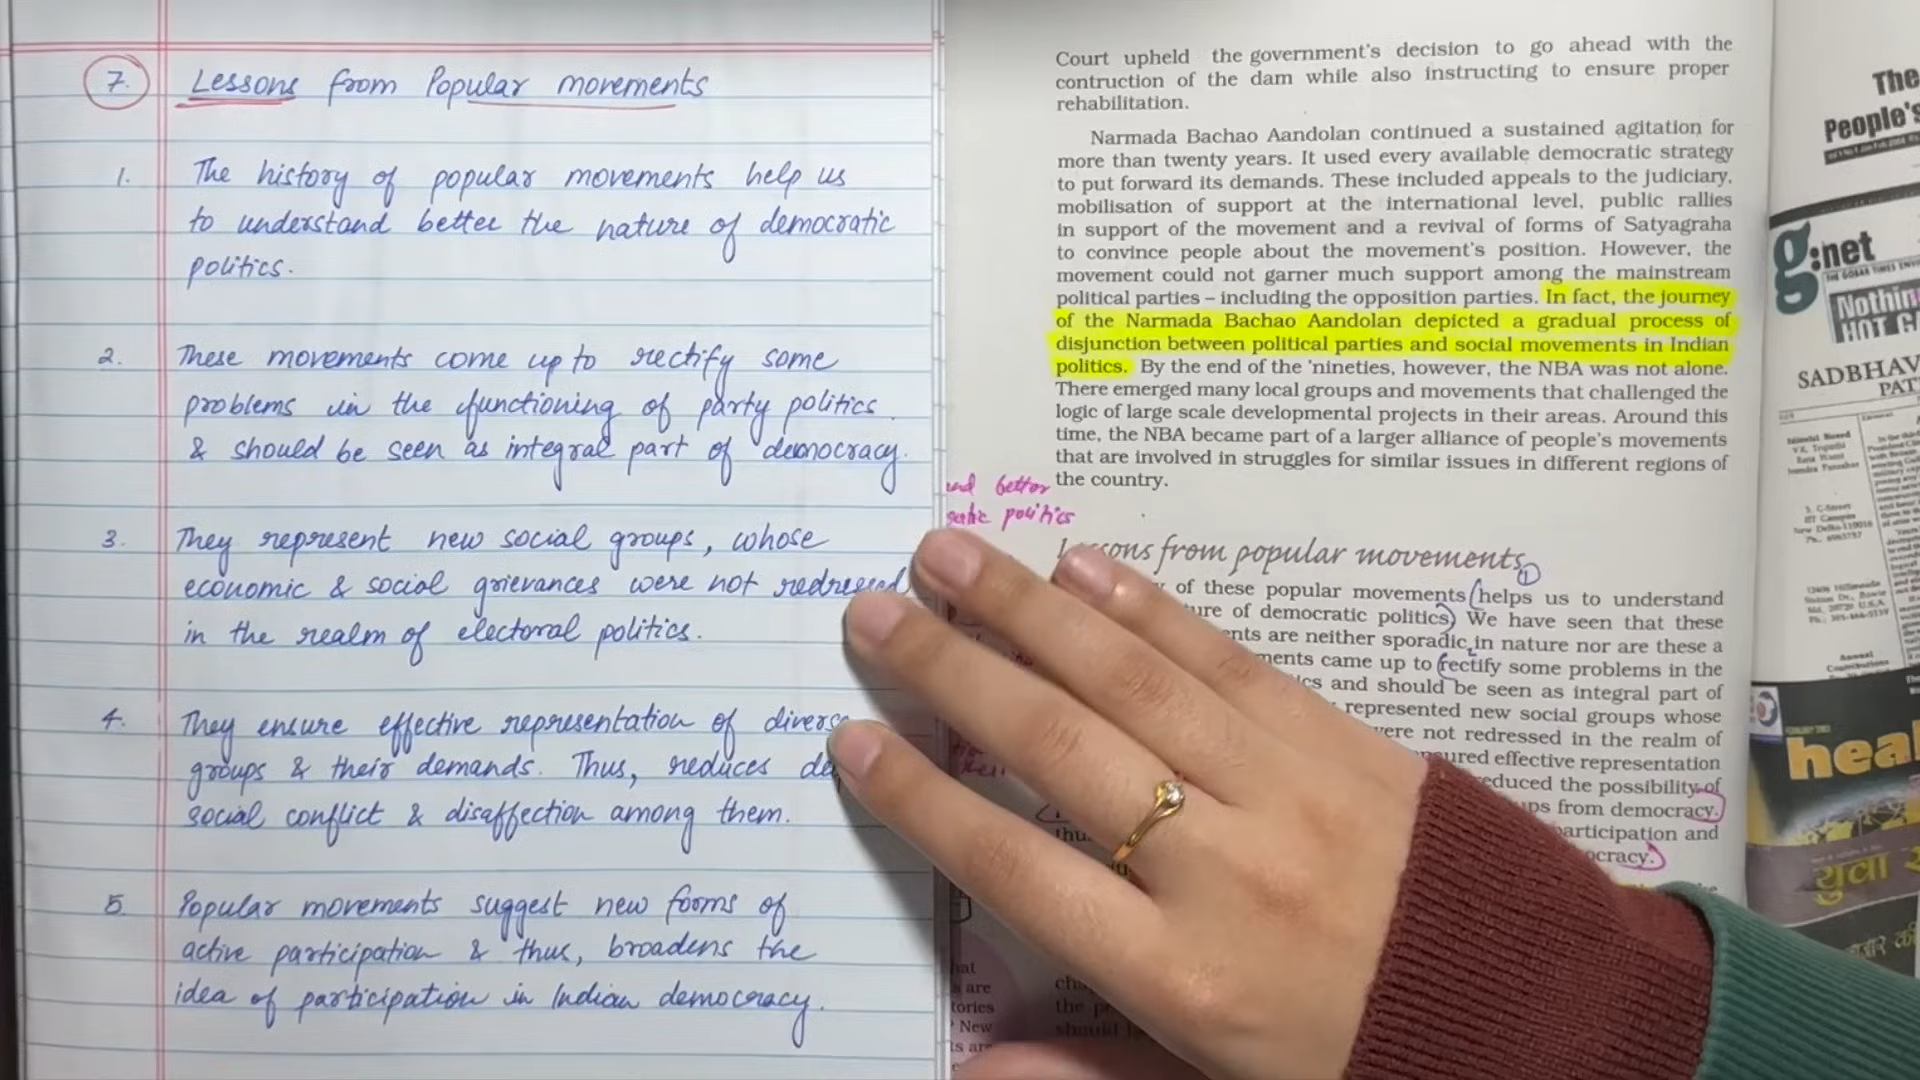 7. Lessons from Popular movements
1. The history of popular movements help us
to understand better the nature of democratic
politics.
2. These movements come up to rectify some
problems in the functioning of party politics
& should be seen as integral part of democracy.
3. They represent new social groups, whose
economic & social grievances were not redressed
in the realm of electoral politics.
4. They ensure effective representation of diverse
groups & their demands. Thus, reduces
social conflict & disaffection among them.
5. Popular movements suggest new forms of
active participation & thus, broadens the
idea of participation in Indian democracy.
Court upheld the government's decision to go ahead with the
contruction of the dam while also instructing to ensure proper
rehabilitation.
Narmada Bachao Aandolan continued a sustained agitation for
more than twenty years. It used every available democratic strategy
to put forward its demands. These included appeals to the judiciary,
mobilisation of support at the international level, public rallies
in support of the movement and a revival of forms of Satyagraha
to convince people about the movement's position. However, the
movement could not garner much support among the mainstream
political parties – including the opposition parties. In fact, the journey
of the Narmada Bachao Aandolan depicted a gradual process of
disjunction between political parties and social movements in Indian
politics. By the end of the 'nineties, however, the NBA was not alone.
There emerged many local groups and movements that challenged the
logic of large scale developmental projects in their areas. Around this
time, the NBA became part of a larger alliance of people's movements
that are involved in struggles for similar issues in different regions of
the country.
better
politics
Lessons from popular movements
1
of these popular movements helps us to understand
of democratic politics. We have seen that these
are neither sporadic in nature nor are these a
came up to rectify some problems in the
and should be seen as integral part of
represented new social groups whose
were not redressed in the realm of
effective representation
reduced the possibility of
from democracy.
participation and
The
People's
g:net
THE GOBAR TIMES
Nothing
HOT
SADBHAV
heal
युवा